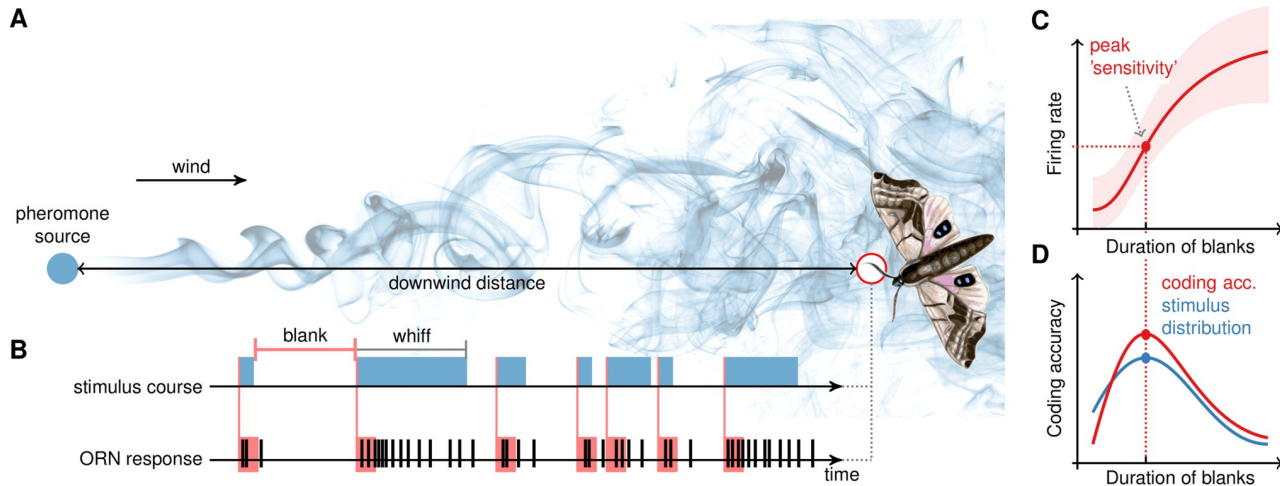 A
wind
pheromone
source
downwind distance
B
blank
whiff
stimulus course
ORN response
time
C
peak
'sensitivity'
Firing rate
Duration of blanks
D
coding acc.
stimulus
distribution
Coding accuracy
Duration of blanks